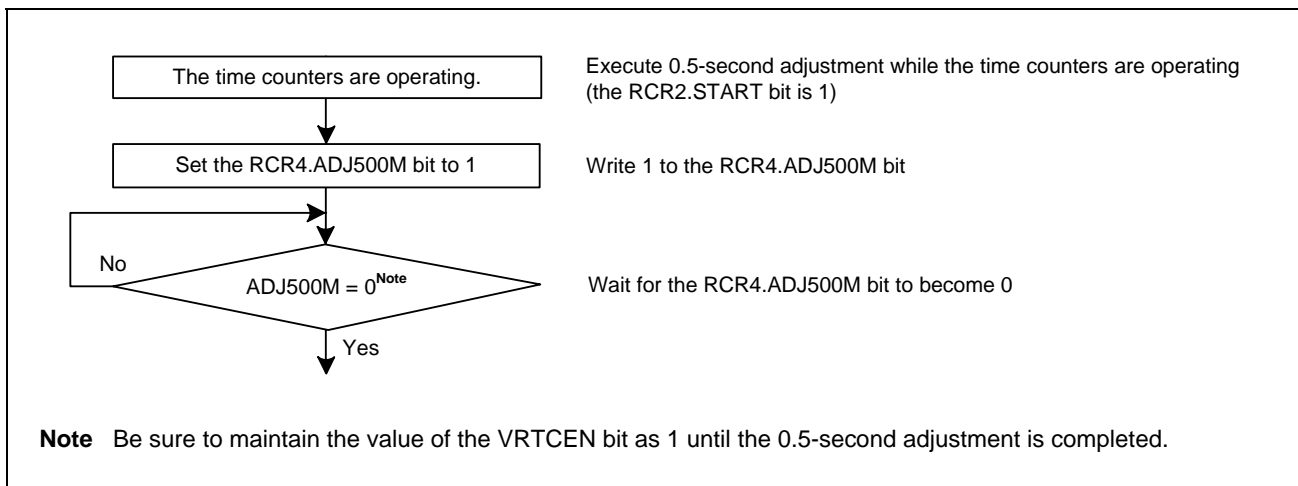 The time counters are operating.
Execute 0.5-second adjustment while the time counters are operating
(the RCR2.START bit is 1)
Set the RCR4.ADJ500M bit to 1
Write 1 to the RCR4.ADJ500M bit
No
ADJ500M = 0Note
Wait for the RCR4.ADJ500M bit to become 0
Yes
Note Be sure to maintain the value of the VRTCEN bit as 1 until the 0.5-second adjustment is completed.